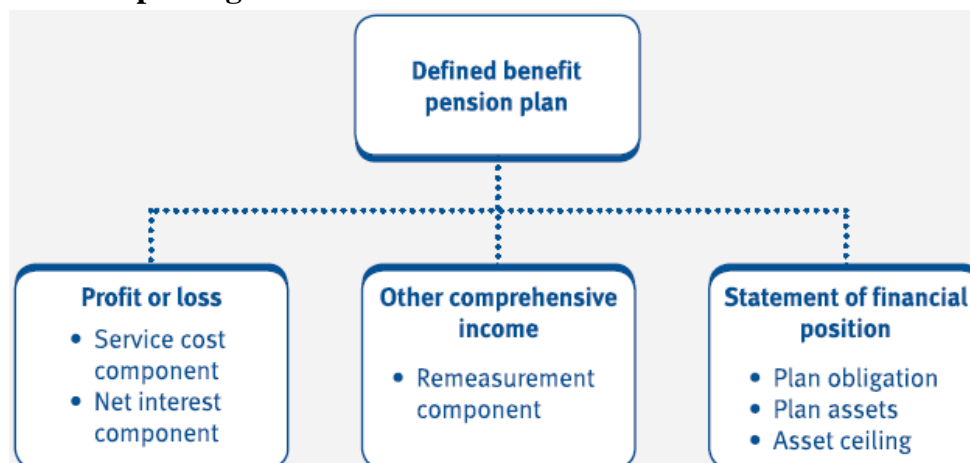 Defined benefit
pension plan
Profit or loss
• Service cost
component
• Net interest
component
Other comprehensive
income
• Remeasurement
component
Statement of financial
position
• Plan obligation
• Plan assets
• Asset ceiling